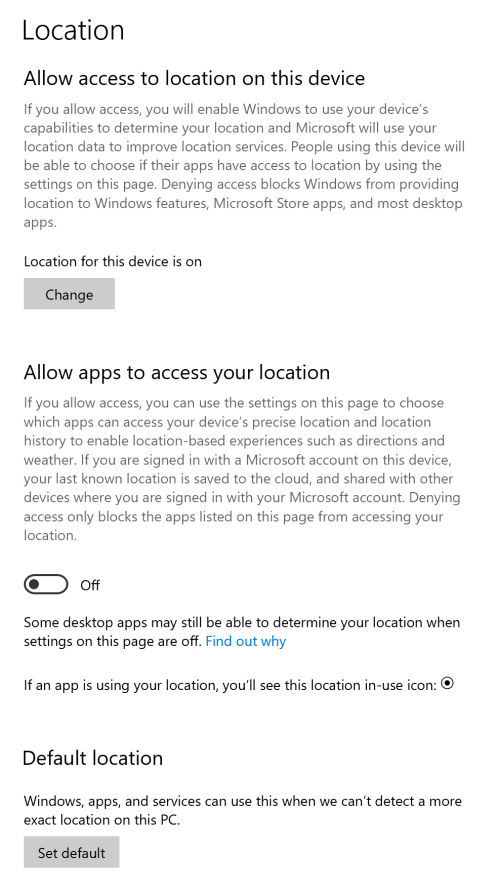 Location
Allow access to location on this device
If you allow access, you will enable Windows to use your device's
capabilities to determine your location and Microsoft will use your
location data to improve location services. People using this device will
be able to choose if their apps have access to location by using the
settings on this page. Denying access blocks Windows from providing
location to Windows features, Microsoft Store apps, and most desktop
apps.
Location for this device is on
Change
Allow apps to access your location
If you allow access, you can use the settings on this page to choose
which apps can access your device's precise location and location
history to enable location-based experiences such as directions and
weather. If you are signed in with a Microsoft account on this device,
your last known location is saved to the cloud, and shared with other
devices where you are signed in with your Microsoft account. Denying
access only blocks the apps listed on this page from accessing your
location.
Off
Some desktop apps may still be able to determine your location when
settings on this page are off. Find out why
If an app is using your location, you'll see this location in-use icon:
Default location
Windows, apps, and services can use this when we can't detect a more
exact location on this PC.
Set default